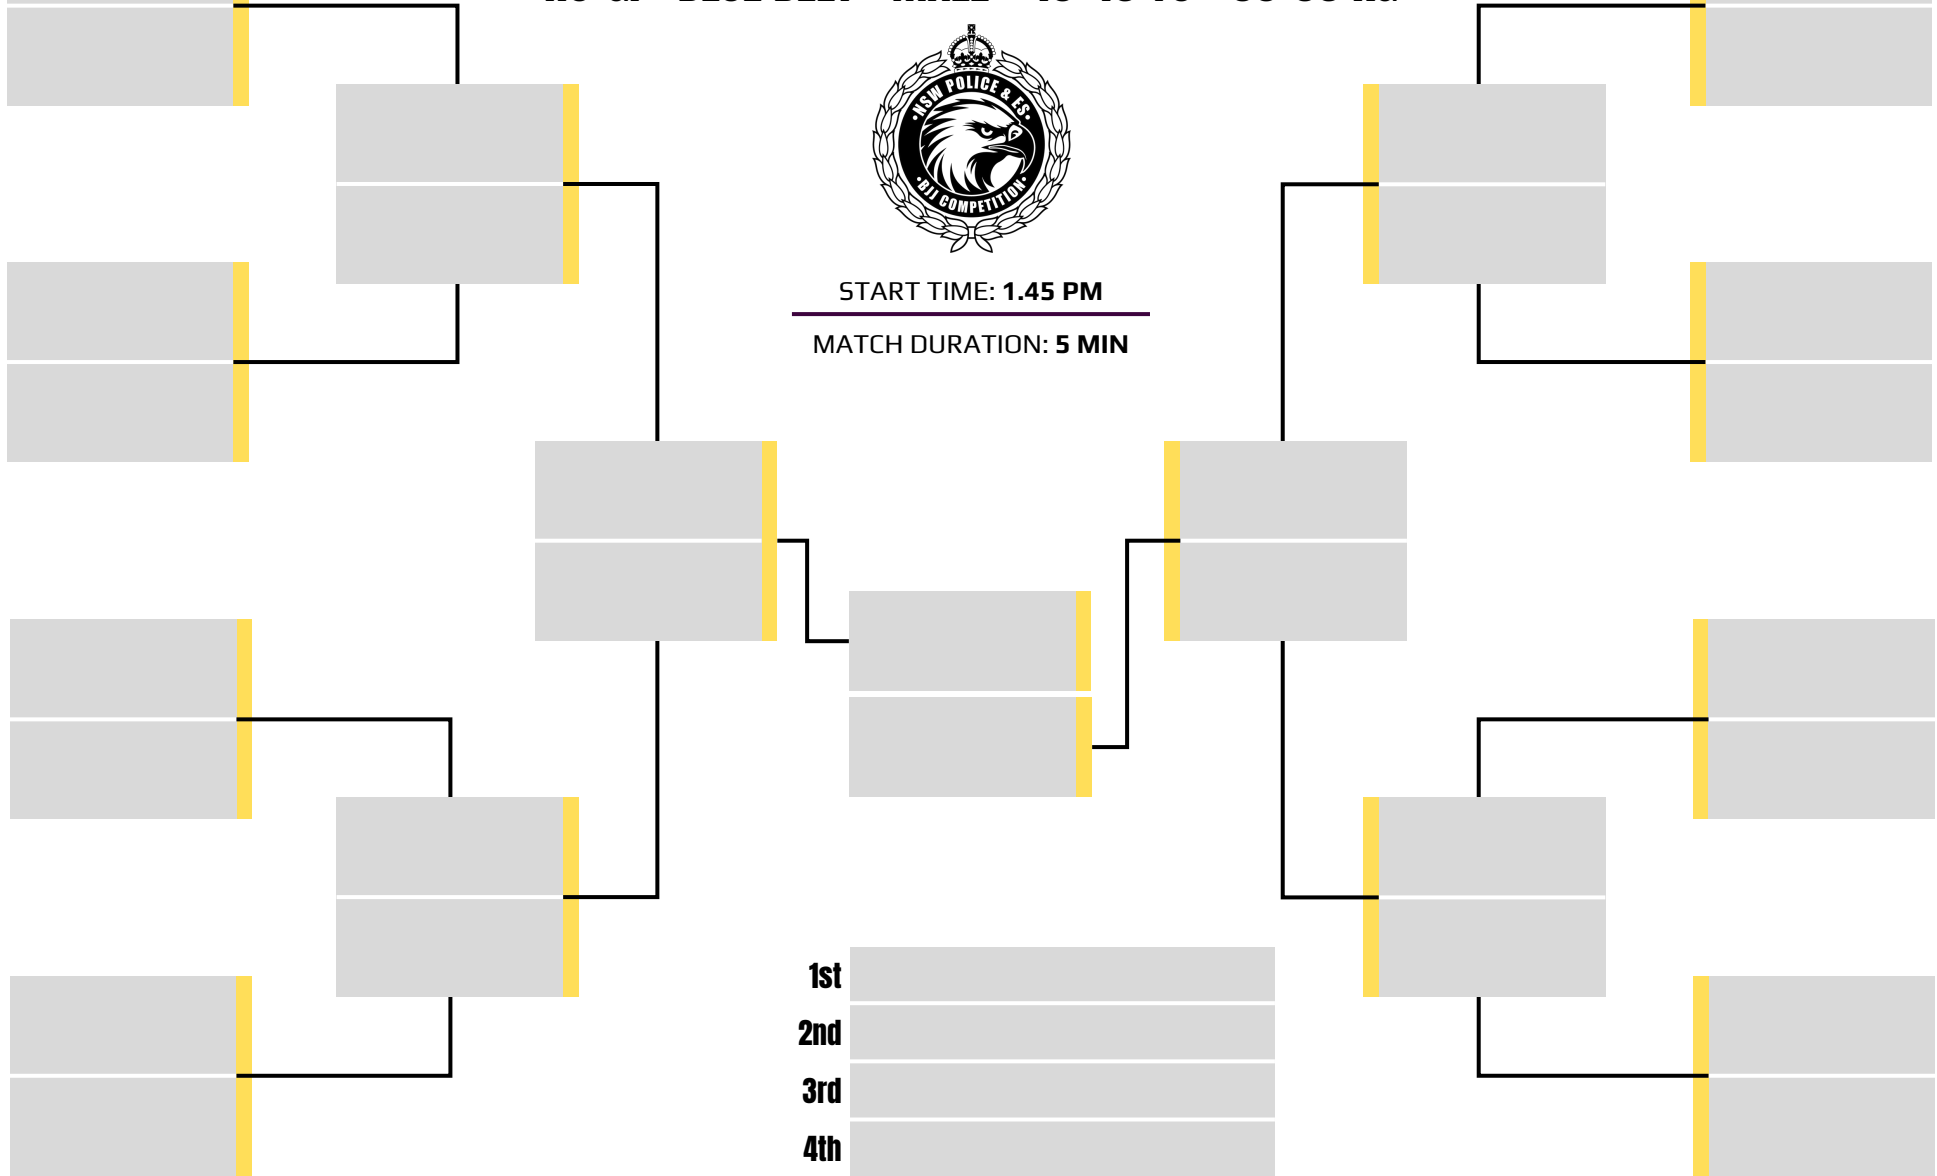 NSW POLICE & ES
BJJ COMPETITION
START TIME: 1.45 PM
MATCH DURATION: 5 MIN
1st
2nd
3rd
4th